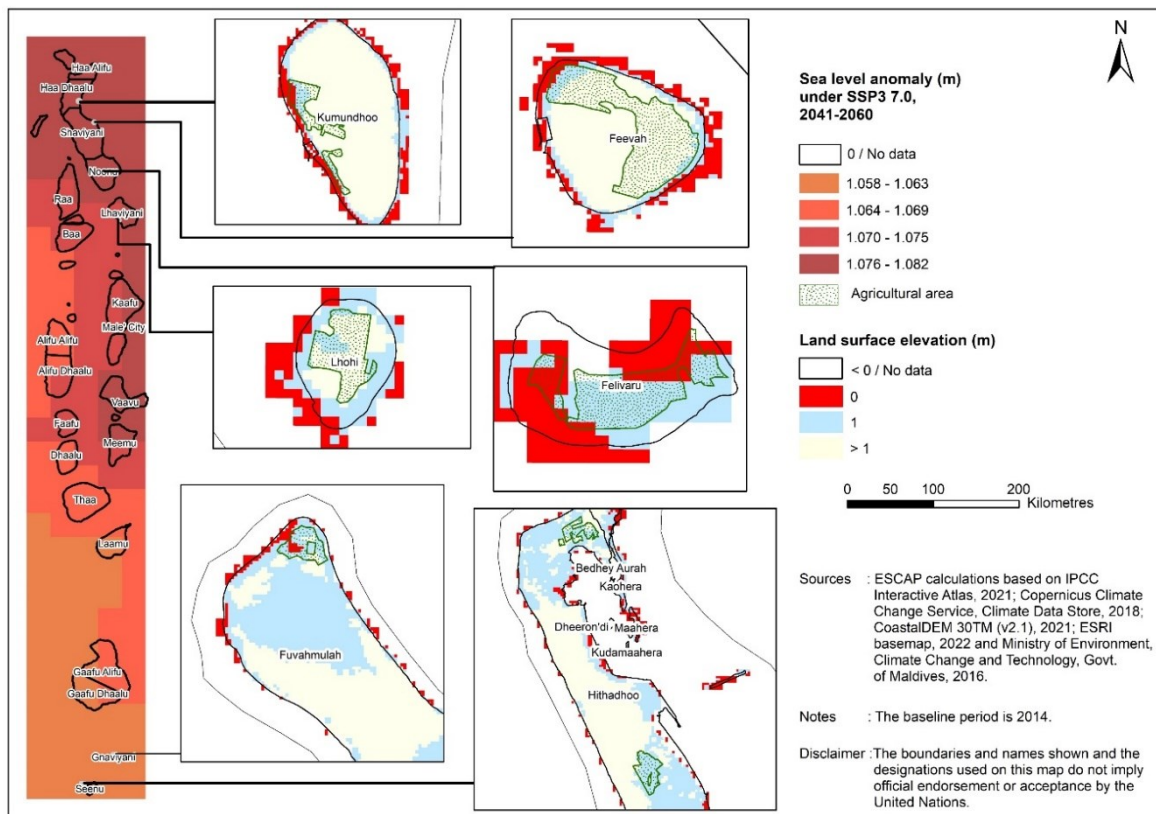 Haa Alifu
Haa Dhaalu
Shaviyani
Noonu
Raa
Lhaviyani
Baa
Kaafu
Male' City
Alifu Alifu
Alifu Dhaalu
Vaavu
Faafu
Meemu
Dhaalu
Thaa
Laamu
Gaafu Alifu
Gaafu Dhaalu
Gnaviyani
Seenu
Kumundhoo
Feevah
Lhohi
Felivaru
Fuvahmulah
Bedhey Aurah
Kaohera
Dheeron'di
Maahera
Kudamaahera
Hithadhoo
N
Sea level anomaly (m)
under SSP3 7.0,
2041-2060
0 / No data
1.058 - 1.063
1.064 - 1.069
1.070 - 1.075
1.076 - 1.082
Agricultural area
Land surface elevation (m)
< 0 / No data
0
1
> 1
0 50 100 200
Kilometres
Sources : ESCAP calculations based on IPCC
Interactive Atlas, 2021; Copernicus Climate
Change Service, Climate Data Store, 2018;
CoastalDEM 30TM (v2.1), 2021; ESRI
basemap, 2022 and Ministry of Environment,
Climate Change and Technology, Govt.
of Maldives, 2016.
Notes : The baseline period is 2014.
Disclaimer : The boundaries and names shown and the
designations used on this map do not imply
official endorsement or acceptance by the
United Nations.